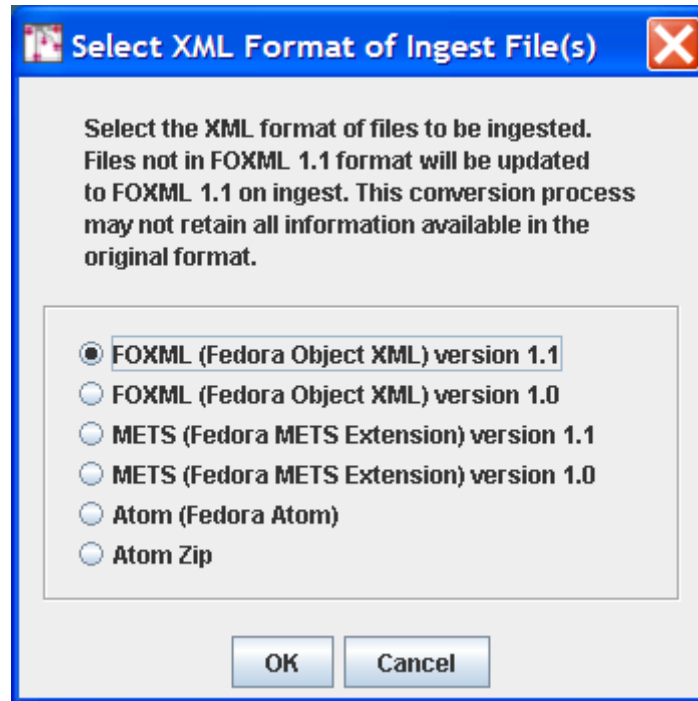 Select XML Format of Ingest File(s)
Select the XML format of files to be ingested.
Files not in FOXML 1.1 format will be updated
to FOXML 1.1 on ingest. This conversion process
may not retain all information available in the
original format.
FOXML (Fedora Object XML) version 1.1
FOXML (Fedora Object XML) version 1.0
METS (Fedora METS Extension) version 1.1
METS (Fedora METS Extension) version 1.0
Atom (Fedora Atom)
Atom Zip
OK Cancel